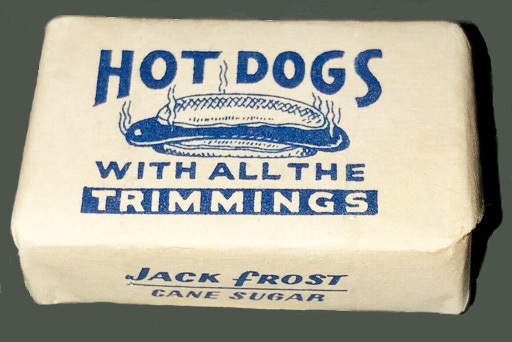 HOT DOGS
WITH ALL THE
TRIMMINGS
JACK FROST
CANE SUGAR